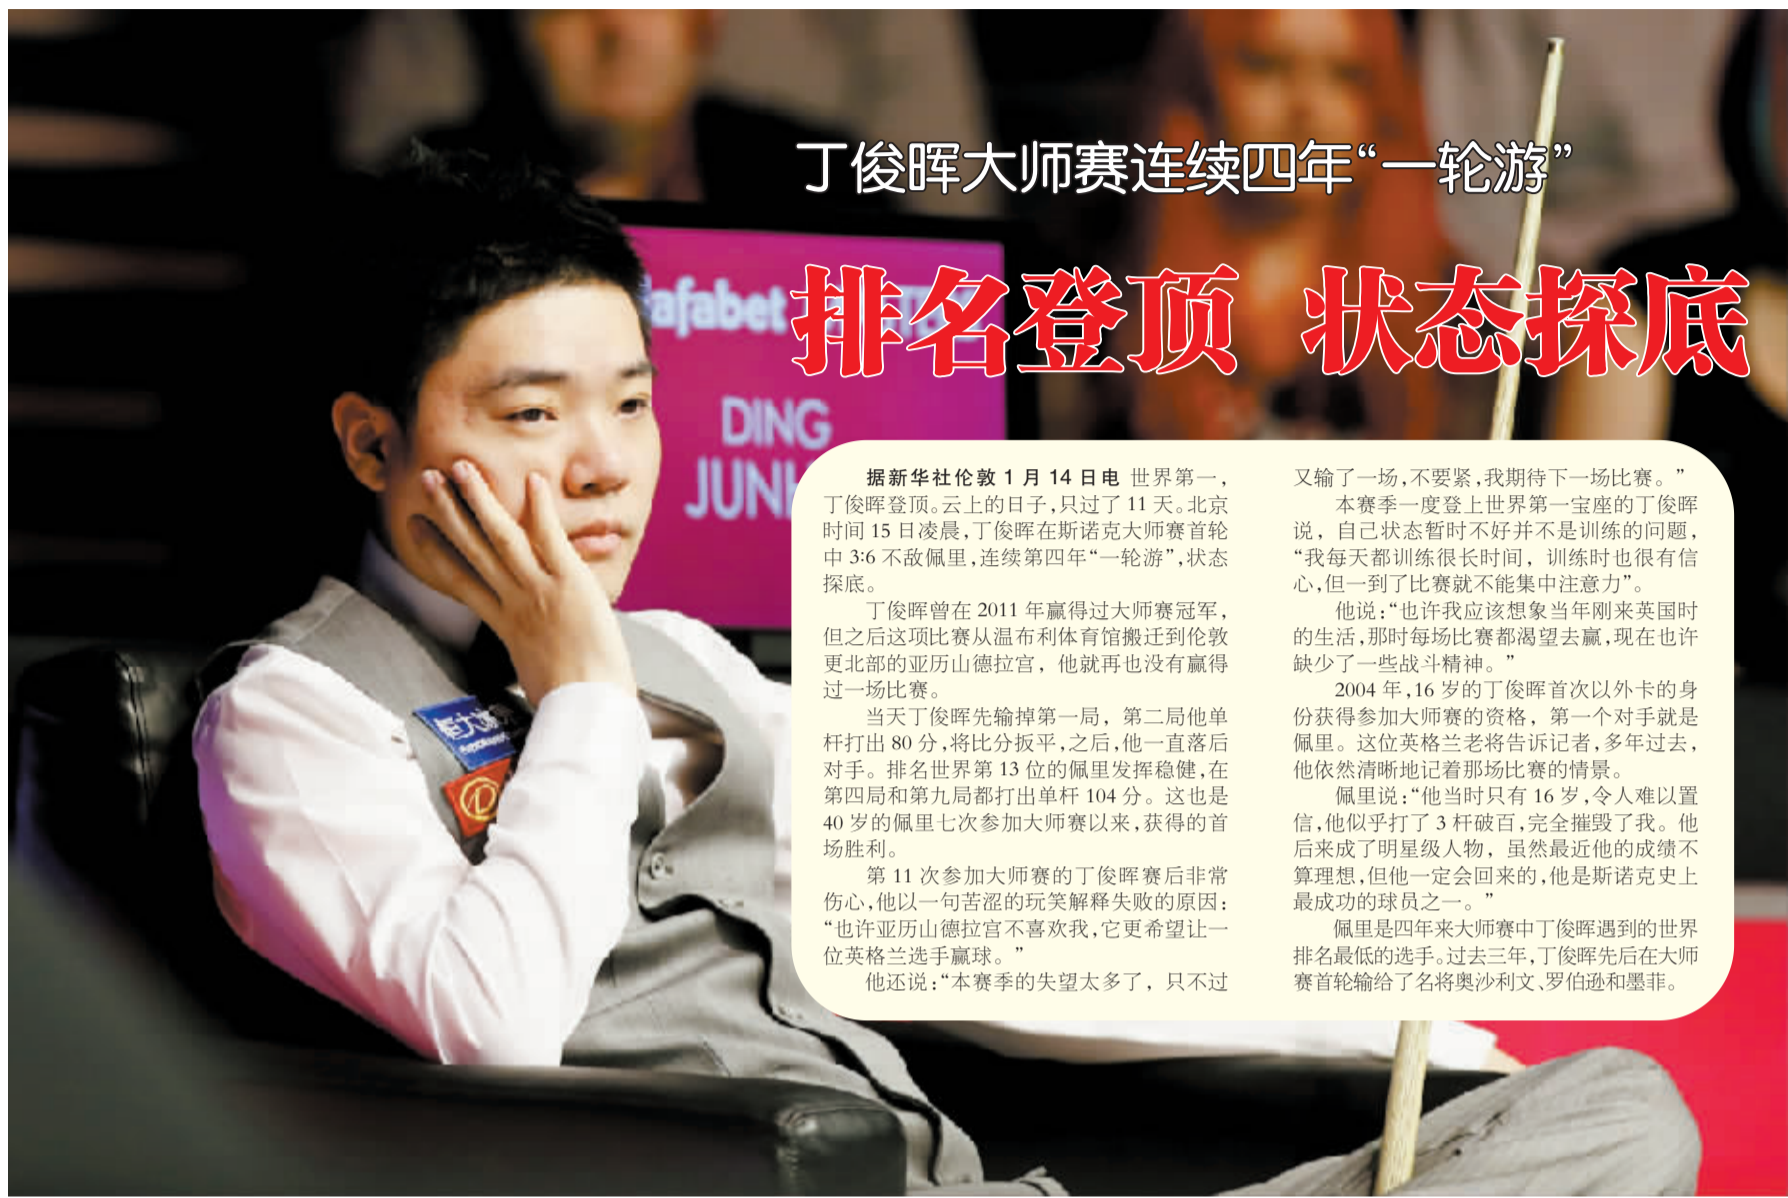 丁俊晖大师赛连续四年“一轮游”
排名登顶 状态探底
afabet
DING
JUN
据新华社伦敦1月14日电 世界第一，
丁俊晖登顶。云上的日子，只过了11天。北京
时间15日凌晨，丁俊晖在斯诺克大师赛首轮
中3:6不敌佩里，连续第四年“一轮游”，状态
探底。
丁俊晖曾在2011年赢得过大师赛冠军，
但之后这项比赛从温布利体育馆搬迁到伦敦
更北部的亚历山德拉宫，他就再也没有赢得
过一场比赛。
当天丁俊晖先输掉第一局，第二局他单
杆打出80分，将比分扳平，之后，他一直落后
对手。排名世界第13位的佩里发挥稳健，在
第四局和第九局都打出单杆104分。这也是
40岁的佩里七次参加大师赛以来，获得的首
场胜利。
第11次参加大师赛的丁俊晖赛后非常
伤心，他以一句苦涩的玩笑解释失败的原因：
“也许亚历山德拉宫不喜欢我，它更希望让一
位英格兰选手赢球。”
他还说：“本赛季的失望太多了，只不过
又输了一场，不要紧，我期待下一场比赛。”
本赛季一度登上世界第一宝座的丁俊晖
说，自己状态暂时不好并不是训练的问题，
“我每天都训练很长时间，训练时也很有信
心，但一到了比赛就不能集中注意力”。
他说：“也许我应该想象当年刚来英国时
的生活，那时每场比赛都渴望去赢，现在也许
缺少了一些战斗精神。”
2004年，16岁的丁俊晖首次以外卡的身
份获得参加大师赛的资格，第一个对手就是
佩里。这位英格兰老将告诉记者，多年过去，
他依然清晰地记着那场比赛的情景。
佩里说：“他当时只有16岁，令人难以置
信，他似乎打了3杆破百，完全摧毁了我。他
后来成了明星级人物，虽然最近他的成绩不
算理想，但他一定会回来的，他是斯诺克史上
最成功的球员之一。”
佩里是四年来大师赛中丁俊晖遇到的世界
排名最低的选手。过去三年，丁俊晖先后在大师
赛首轮输给了名将奥沙利文、罗伯逊和墨菲。